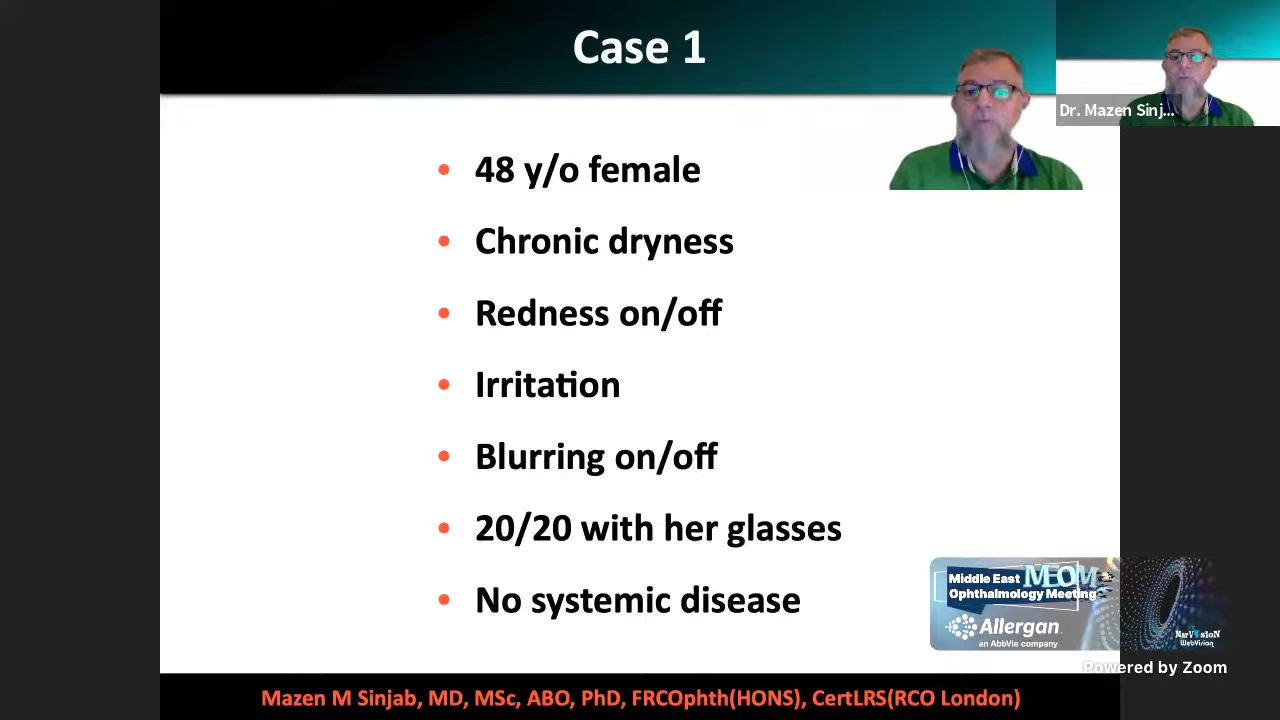 Case 1
Dr. Mazen Sinj...
48 y/o female
Chronic dryness
Redness on/off
Irritation
Blurring on/off
20/20 with her glasses
No systemic disease
Middle East MEOM
Ophthalmology Meeting
Allergan
an AbbVie company
NarVisioN
WebVision
Powered by Zoom
Mazen M Sinjab, MD, MSc, ABO, PhD, FRCOphth(HONS), CertLRS(RCO London)